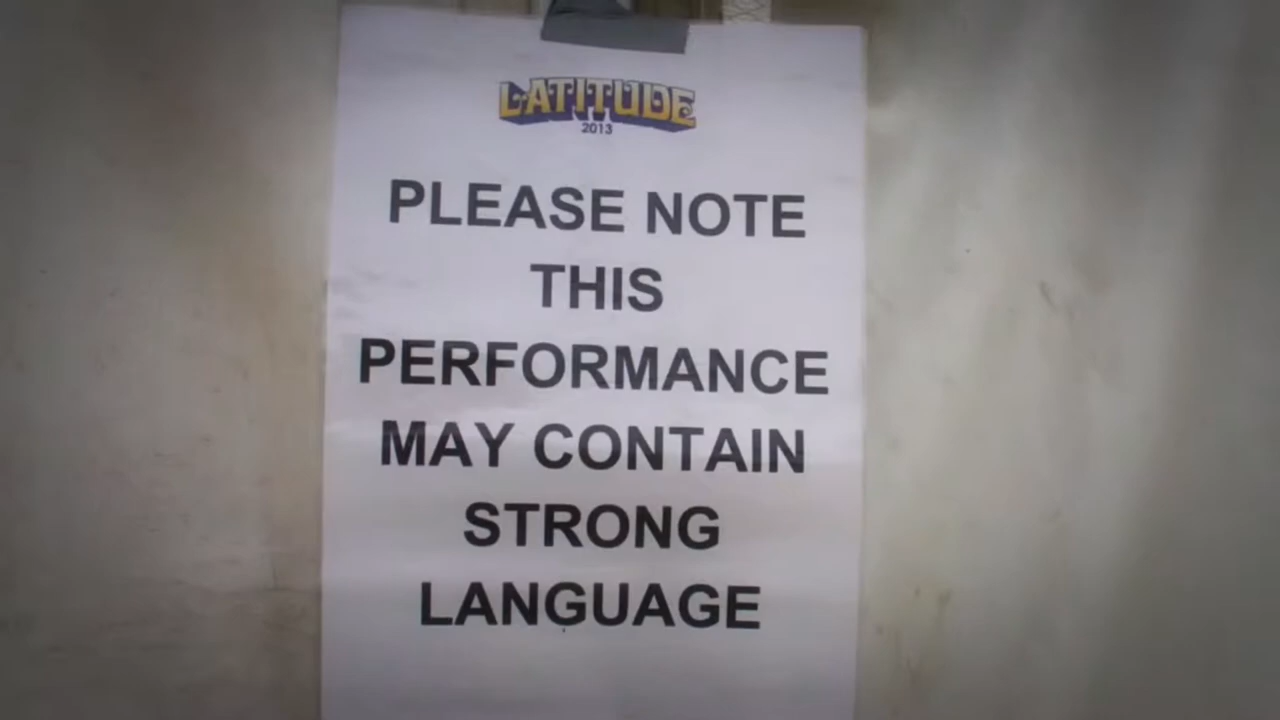 LATITUDE
2013
PLEASE NOTE
THIS
PERFORMANCE
MAY CONTAIN
STRONG
LANGUAGE